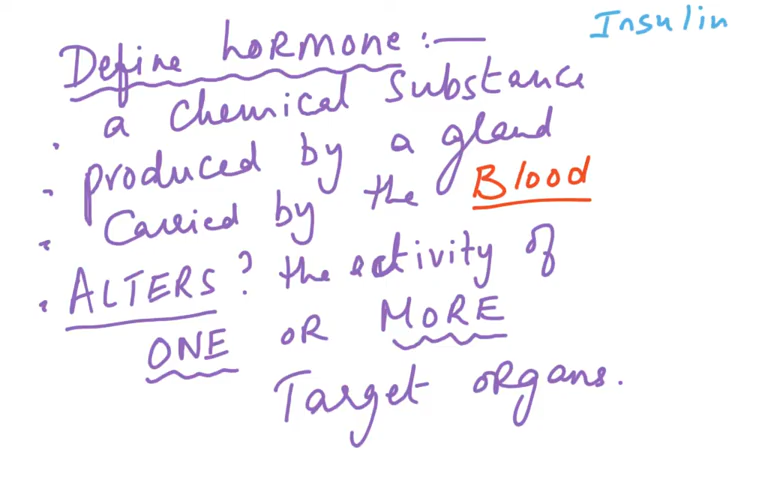 Insulin
Define hormone :—
· a chemical Substance
· produced by a gland
· Carried by the Blood
· ALTERS? the activity of
ONE OR MORE
Target organs.